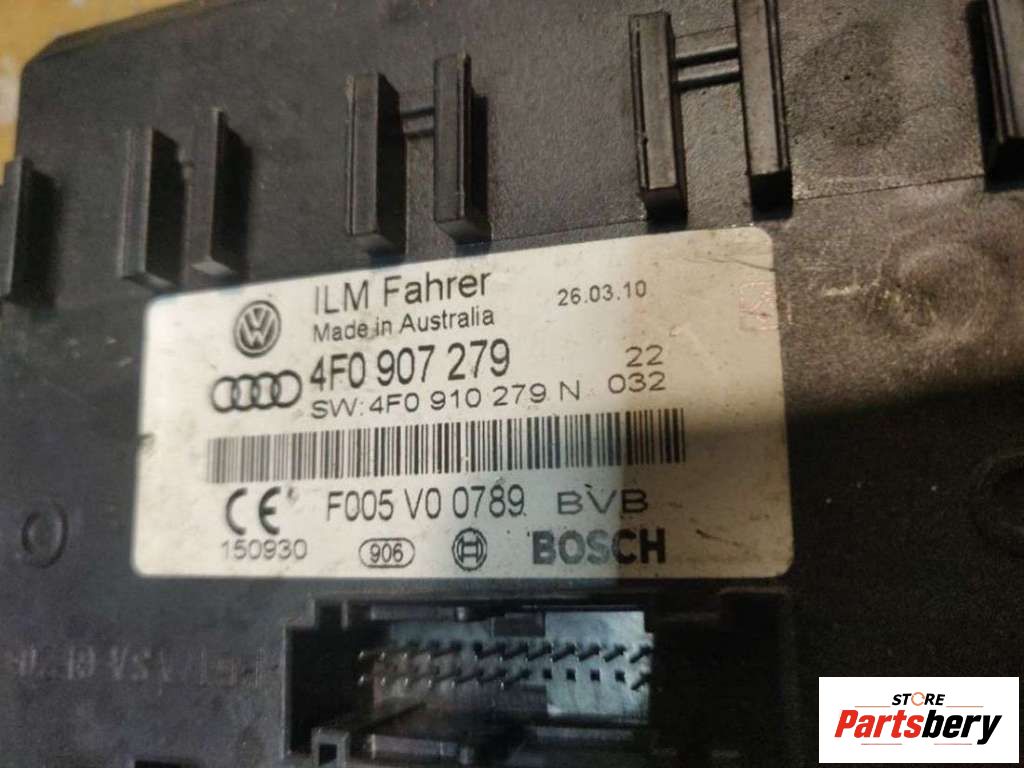 ILM Fahrer 26.03.10
Made in Australia
4F0 907 279 22
SW: 4F0 910 279 N 032
F005 V0 0789 BVB
150930 906 BOSCH
STORE
Partsbery